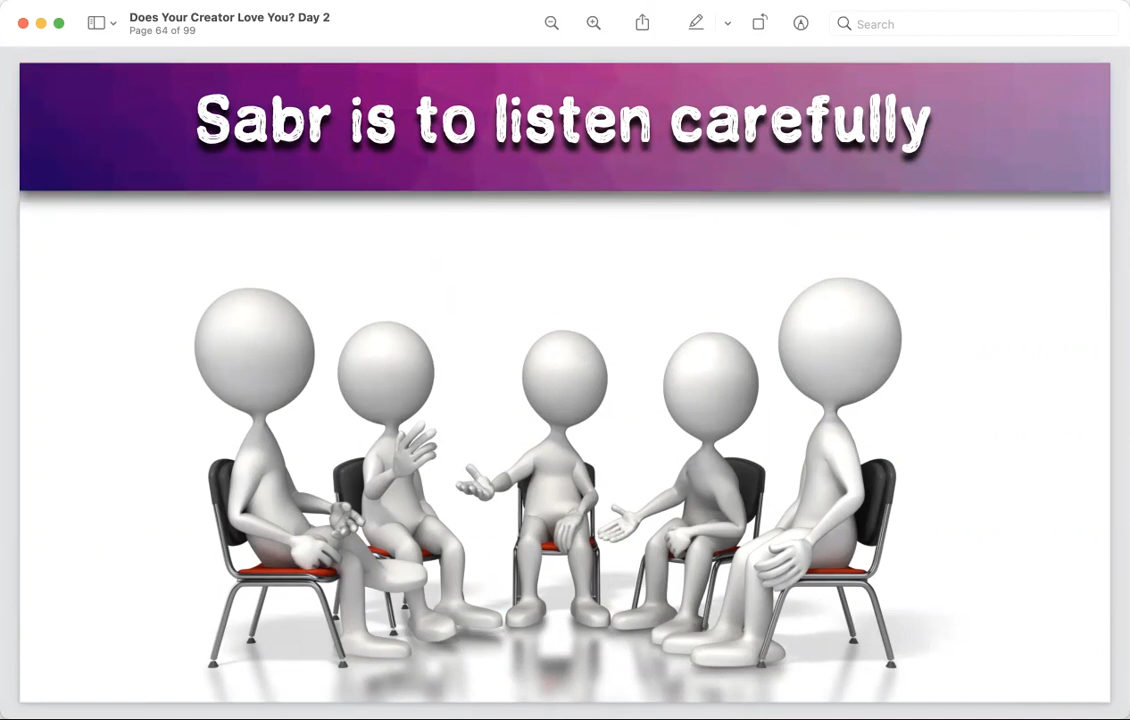 Does Your Creator Love You? Day 2
Page 64 of 99
Search
Sabr is to listen carefully